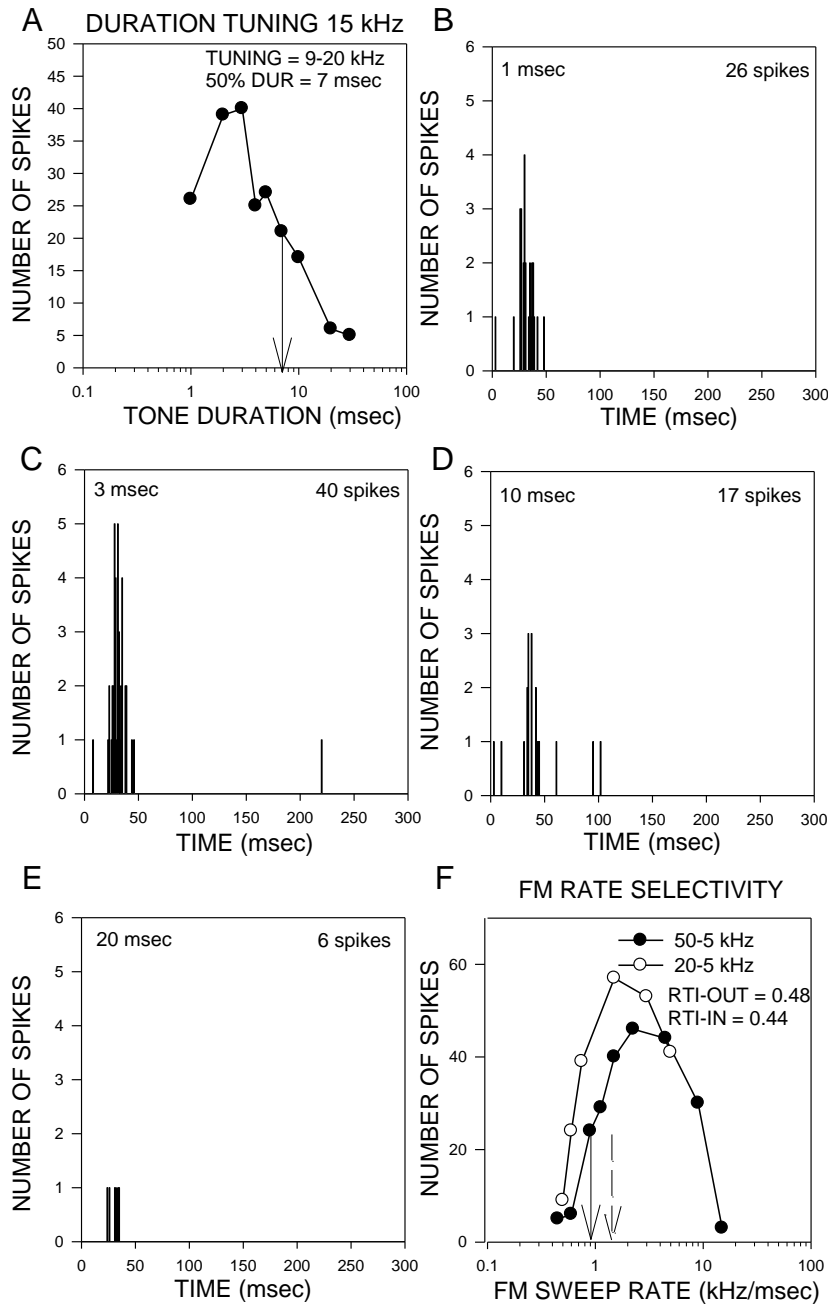 A
DURATION TUNING 15 kHz
TUNING = 9-20 kHz
50% DUR = 7 msec
NUMBER OF SPIKES
50
45
40
35
30
25
20
15
10
5
0
0.1 1 10 100
TONE DURATION (msec)
B
1 msec 26 spikes
NUMBER OF SPIKES
6
5
4
3
2
1
0
0 50 100 150 200 250 300
TIME (msec)
C
3 msec 40 spikes
NUMBER OF SPIKES
6
5
4
3
2
1
0
0 50 100 150 200 250 300
TIME (msec)
D
10 msec 17 spikes
NUMBER OF SPIKES
6
5
4
3
2
1
0
0 50 100 150 200 250 300
TIME (msec)
E
20 msec 6 spikes
NUMBER OF SPIKES
6
5
4
3
2
1
0
0 50 100 150 200 250 300
TIME (msec)
F
FM RATE SELECTIVITY
50-5 kHz
20-5 kHz
RTI-OUT = 0.48
RTI-IN = 0.44
NUMBER OF SPIKES
60
40
20
0
0.1 1 10 100
FM SWEEP RATE (kHz/msec)